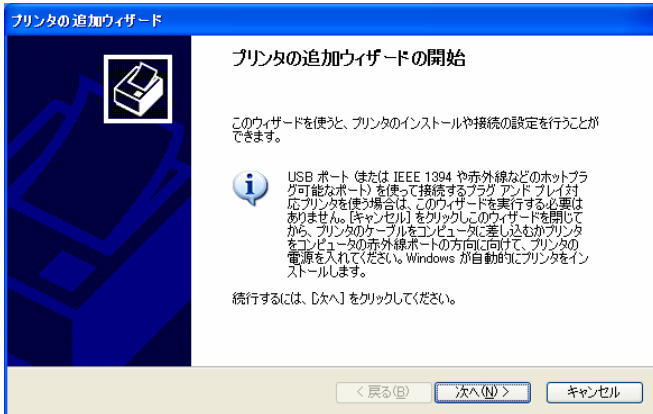 プリンタの追加ウィザード
プリンタの追加ウィザードの開始
このウィザードを使うと、プリンタのインストールや接続の設定を行うことが
できます。
USB ポート (または IEEE 1394 や赤外線などのホットプラ
グ可能なポート) を使って接続するプラグ アンド プレイ対
応プリンタを使う場合は、このウィザードを実行する必要は
ありません。[キャンセル] をクリックしこのウィザードを閉じて
から、プリンタのケーブルをコンピュータに差し込むかプリンタ
をコンピュータの赤外線ポートの方向に向けて、プリンタの
電源を入れてください。Windows が自動的にプリンタをイン
ストールします。
続行するには、[次へ] をクリックしてください。
< 戻る(B)
次へ(N) >
キャンセル